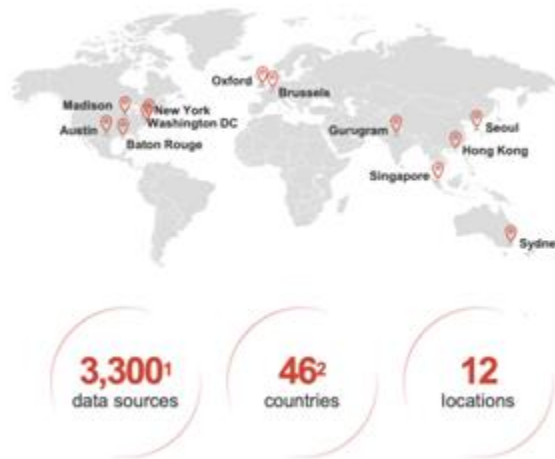 Oxford
Brussels
Madison
New York
Washington DC
Austin
Baton Rouge
Gurugram
Seoul
Hong Kong
Singapore
Sydne
3,300¹
data sources
46²
countries
12
locations